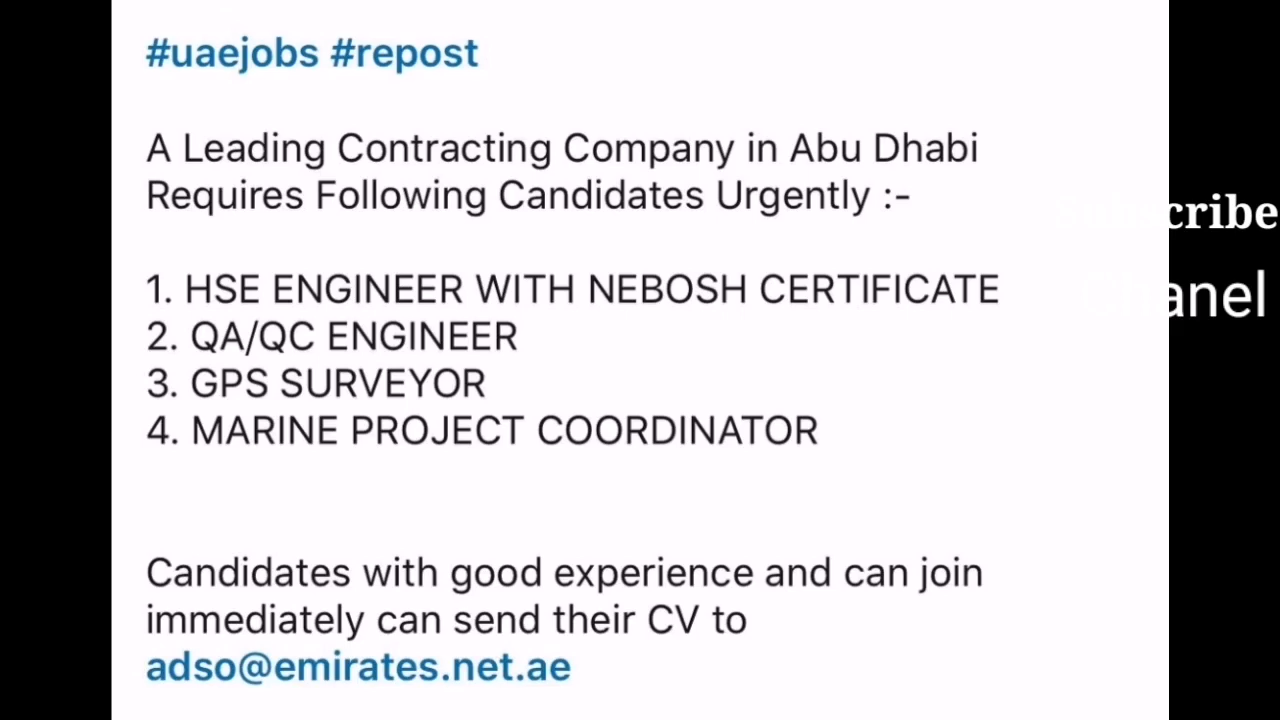 #uaejobs #repost
A Leading Contracting Company in Abu Dhabi
Requires Following Candidates Urgently :-
1. HSE ENGINEER WITH NEBOSH CERTIFICATE
2. QA/QC ENGINEER
3. GPS SURVEYOR
4. MARINE PROJECT COORDINATOR
Candidates with good experience and can join
immediately can send their CV to
adso@emirates.net.ae
Subscribe
Chanel